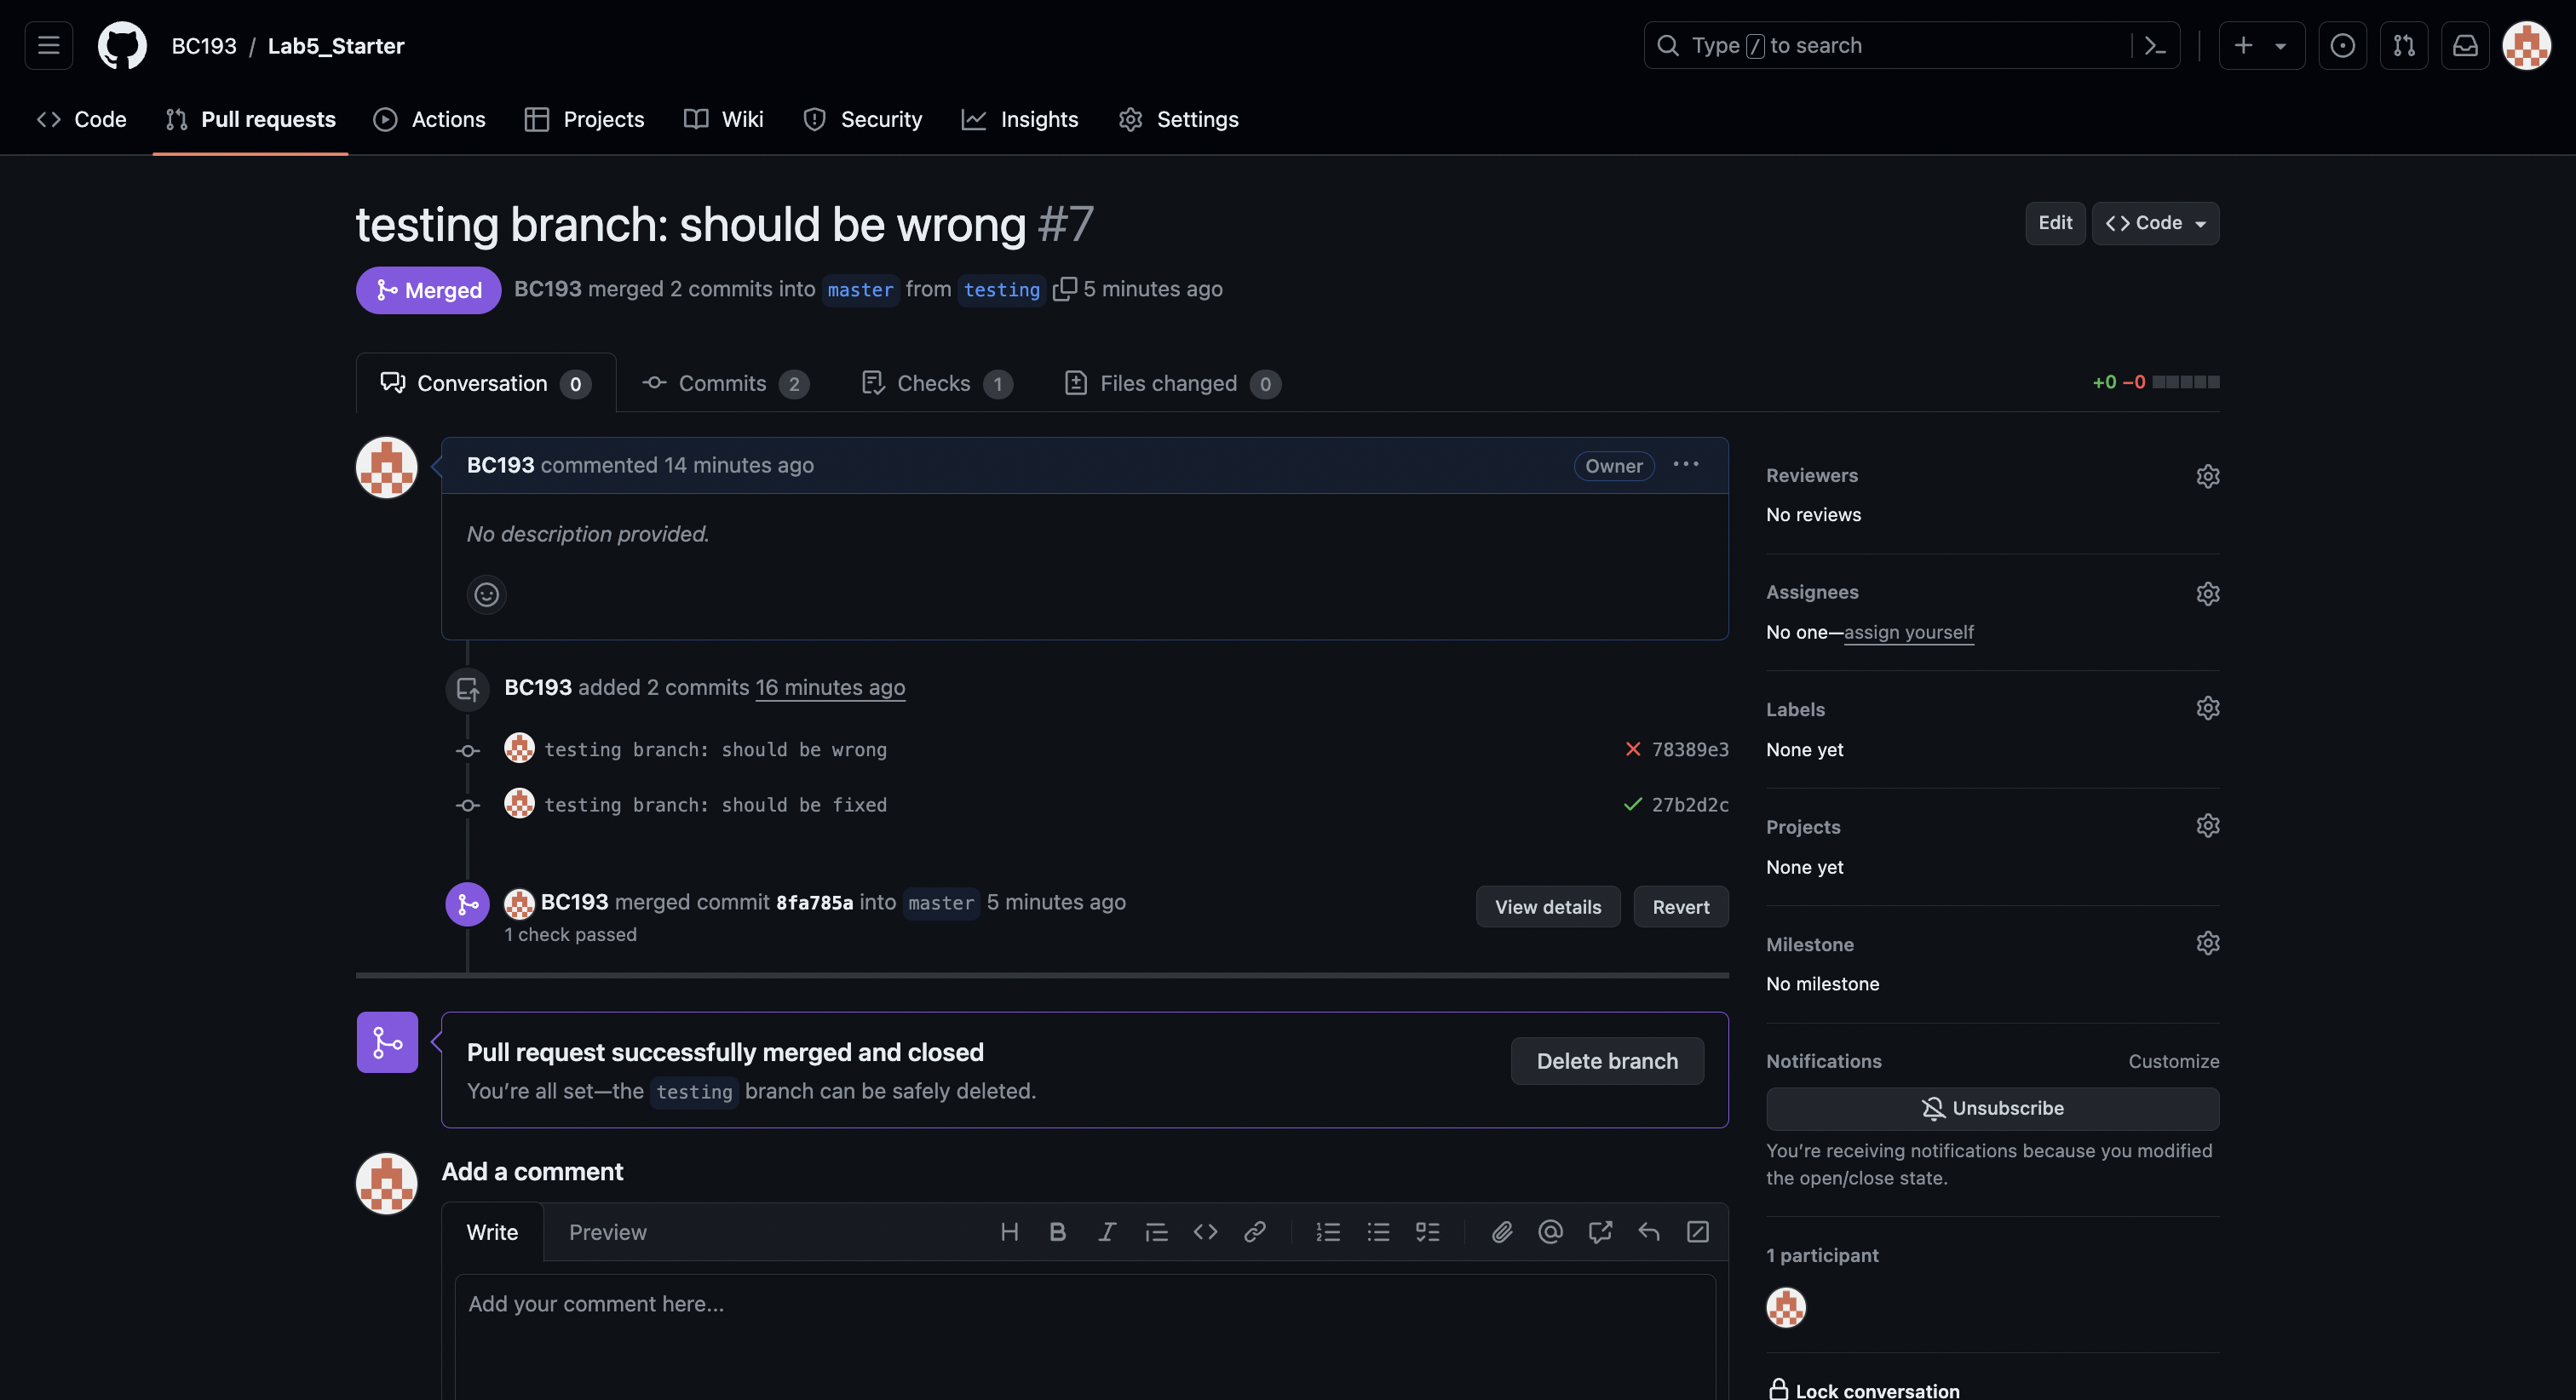 BC193 / Lab5_Starter
Type / to search
Code
Pull requests
Actions
Projects
Wiki
Security
Insights
Settings
testing branch: should be wrong #7
Edit
Code
Merged
BC193 merged 2 commits into master from testing 5 minutes ago
Conversation 0
Commits 2
Checks 1
Files changed 0
+0 −0
BC193 commented 14 minutes ago
Owner
No description provided.
BC193 added 2 commits 16 minutes ago
testing branch: should be wrong
78389e3
testing branch: should be fixed
27b2d2c
BC193 merged commit 8fa785a into master 5 minutes ago
1 check passed
View details
Revert
Pull request successfully merged and closed
You’re all set—the testing branch can be safely deleted.
Delete branch
Add a comment
Write
Preview
Add your comment here...
Reviewers
No reviews
Assignees
No one—assign yourself
Labels
None yet
Projects
None yet
Milestone
No milestone
Notifications
Customize
Unsubscribe
You’re receiving notifications because you modified
the open/close state.
1 participant
Lock conversation